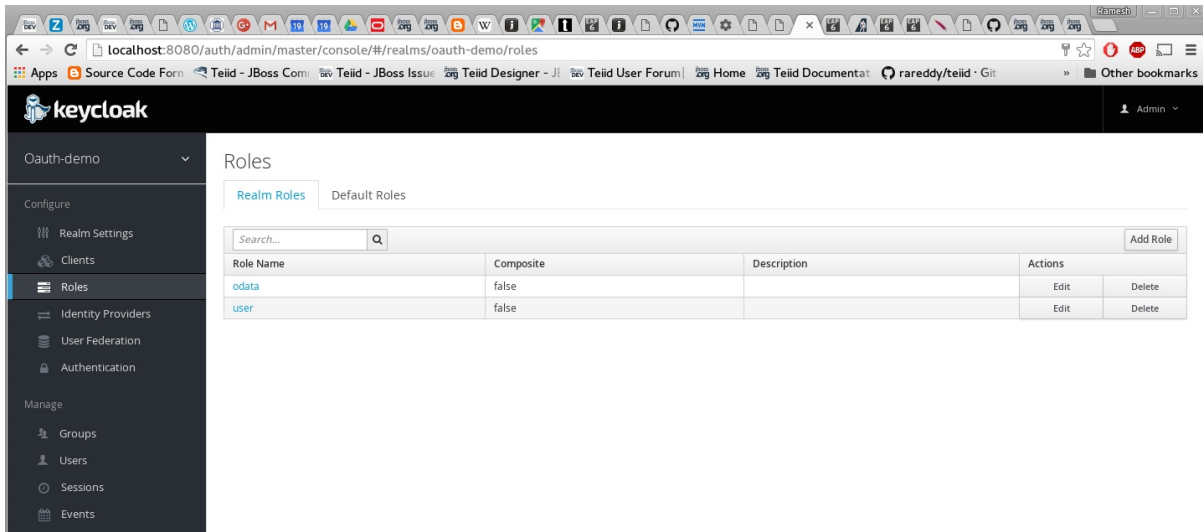 Ramesh
localhost:8080/auth/admin/master/console/#/realms/oauth-demo/roles
Apps Source Code Form Teiid - JBoss Com Teiid - JBoss Issue Teiid Designer - J Teiid User Forum Home Teiid Documentat rareddy/teiid · Git » Other bookmarks
keycloak
Admin
Oauth-demo
Roles
Realm Roles Default Roles
Configure
Realm Settings
Search... Add Role
Clients
Role Name Composite Description Actions
Roles
odata false Edit Delete
Identity Providers
user false Edit Delete
User Federation
Authentication
Manage
Groups
Users
Sessions
Events